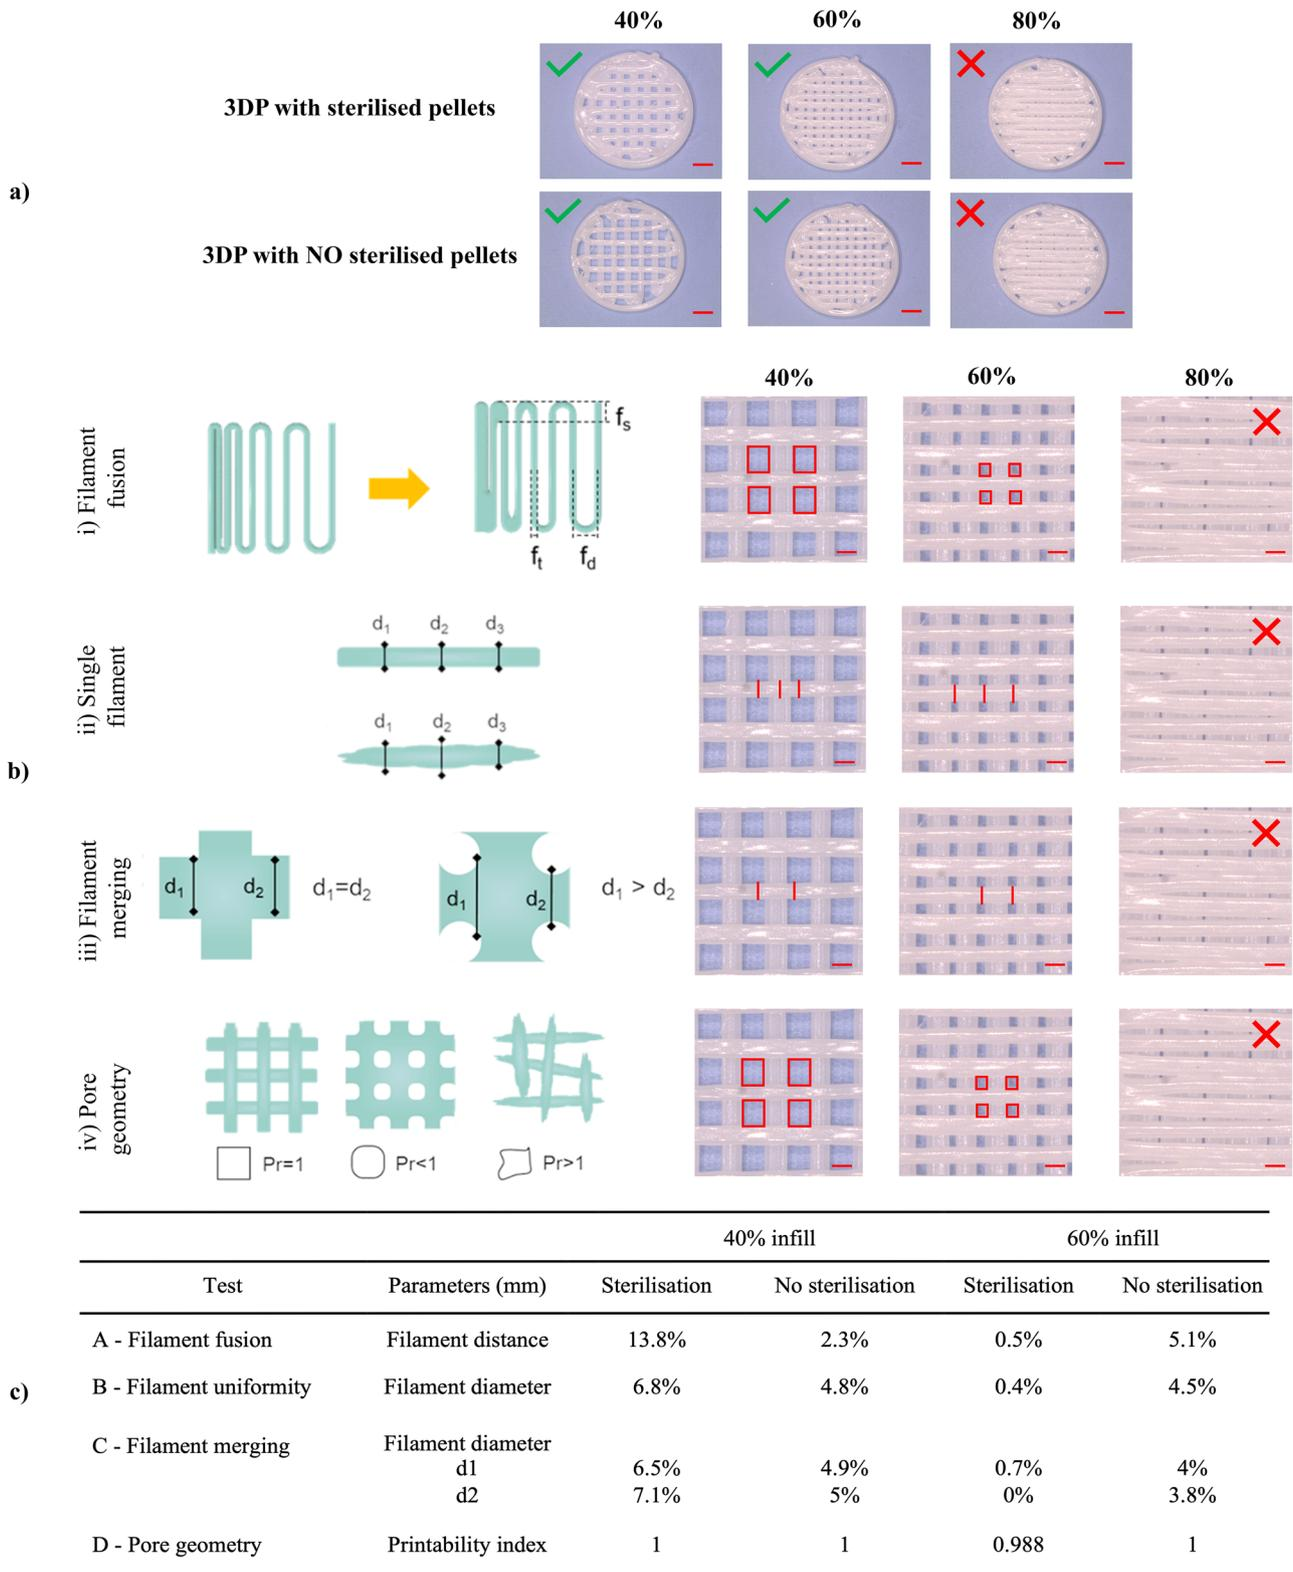 40% 60% 80%
3DP with sterilised pellets
a)
3DP with NO sterilised pellets
40% 60% 80%
i) Filament
fusion
fs
ft fd
b)
ii) Single
filament
d1 d2 d3
d1 d2 d3
iii) Filament
merging
d1 d2 d1=d2 d1 d2 d1 > d2
iv) Pore
geometry
Pr=1 Pr<1 Pr>1
c)
40% infill 60% infill
Test Parameters (mm) Sterilisation No sterilisation Sterilisation No sterilisation
A - Filament fusion Filament distance 13.8% 2.3% 0.5% 5.1%
B - Filament uniformity Filament diameter 6.8% 4.8% 0.4% 4.5%
C - Filament merging Filament diameter
d1 6.5% 4.9% 0.7% 4%
d2 7.1% 5% 0% 3.8%
D - Pore geometry Printability index 1 1 0.988 1